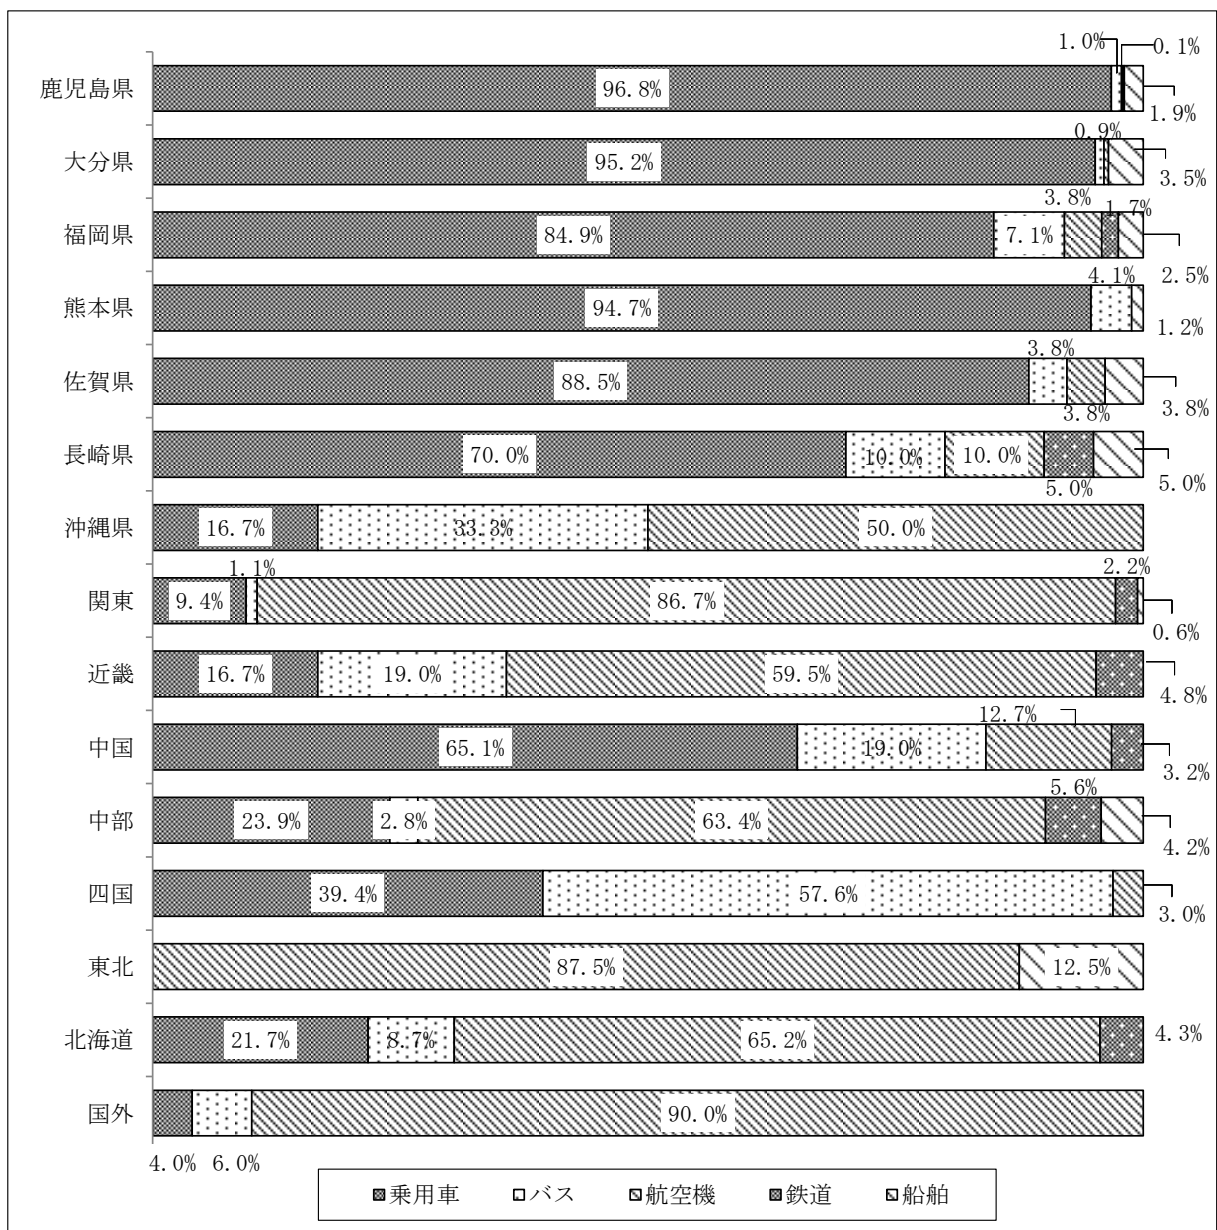 1.0% 0.1%
鹿児島県 96.8%
1.9%
0.9%
大分県 95.2%
3.5%
3.8% 1.7%
福岡県 84.9% 7.1%
4.1% 2.5%
熊本県 94.7%
1.2%
3.8%
佐賀県 88.5%
3.8% 3.8%
長崎県 70.0% 10.0% 10.0%
5.0% 5.0%
沖縄県 16.7% 33.3% 50.0%
1.1% 2.2%
関東 9.4% 86.7%
0.6%
近畿 16.7% 19.0% 59.5%
4.8%
12.7%
中国 65.1% 19.0%
3.2%
5.6%
中部 23.9% 2.8% 63.4%
4.2%
四国 39.4% 57.6%
3.0%
東北 87.5% 12.5%
北海道 21.7% 8.7% 65.2% 4.3%
国外 90.0%
4.0% 6.0%
乗用車 バス 航空機 鉄道 船舶